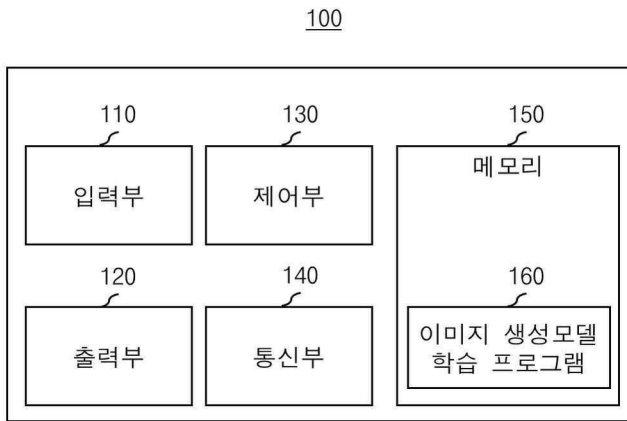 100
110
입력부
130
제어부
150
메모리
120
출력부
140
통신부
160
이미지 생성모델
학습 프로그램